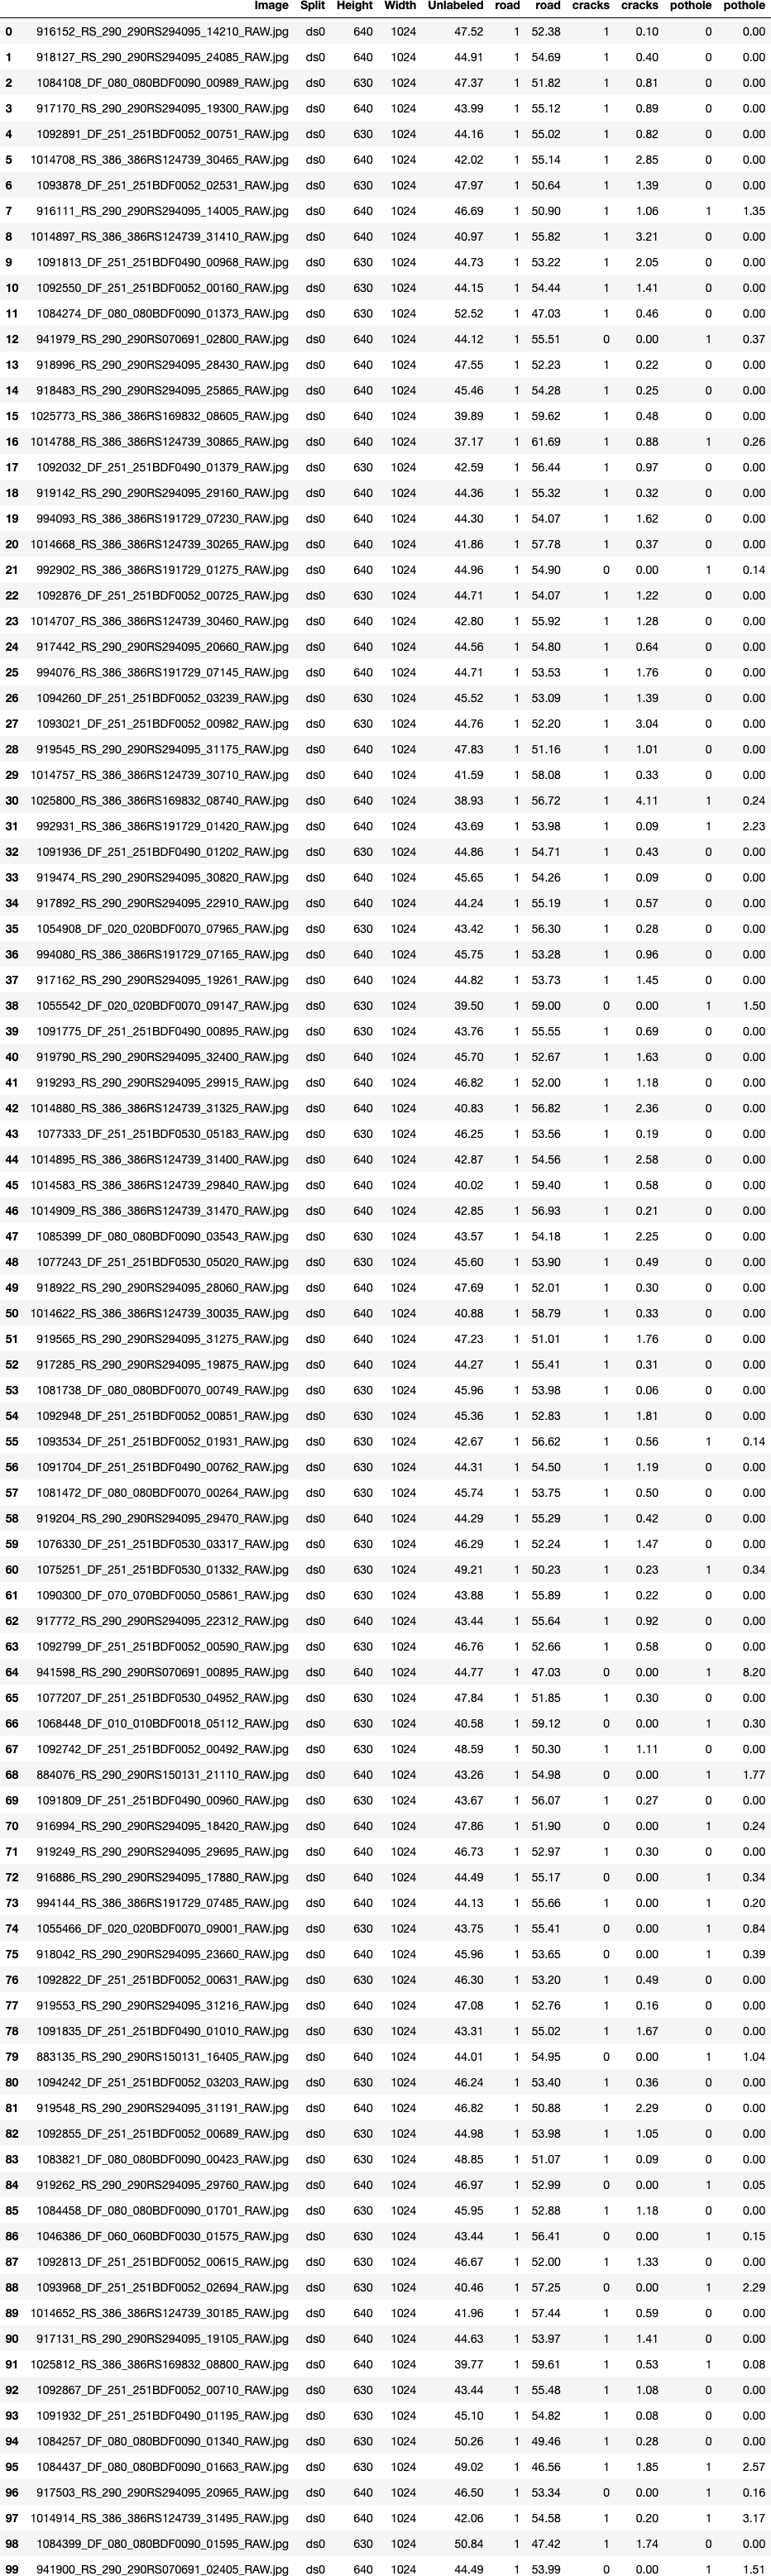 Image Split Height Width Unlabeled road road cracks cracks pothole pothole
0 916152_RS_290_290RS294095_14210_RAW.jpg ds0 640 1024 47.52 1 52.38 1 0.10 0 0.00
1 918127_RS_290_290RS294095_24085_RAW.jpg ds0 640 1024 44.91 1 54.69 1 0.40 0 0.00
2 1084108_DF_080_080BDF0090_00989_RAW.jpg ds0 630 1024 47.37 1 51.82 1 0.81 0 0.00
3 917170_RS_290_290RS294095_19300_RAW.jpg ds0 640 1024 43.99 1 55.12 1 0.89 0 0.00
4 1092891_DF_251_251BDF0052_00751_RAW.jpg ds0 630 1024 44.16 1 55.02 1 0.82 0 0.00
5 1014708_RS_386_386RS124739_30465_RAW.jpg ds0 640 1024 42.02 1 55.14 1 2.85 0 0.00
6 1093878_DF_251_251BDF0052_02531_RAW.jpg ds0 630 1024 47.97 1 50.64 1 1.39 0 0.00
7 916111_RS_290_290RS294095_14005_RAW.jpg ds0 640 1024 46.69 1 50.90 1 1.06 1 1.35
8 1014897_RS_386_386RS124739_31410_RAW.jpg ds0 640 1024 40.97 1 55.82 1 3.21 0 0.00
9 1091813_DF_251_251BDF0490_00968_RAW.jpg ds0 630 1024 44.73 1 53.22 1 2.05 0 0.00
10 1092550_DF_251_251BDF0052_00160_RAW.jpg ds0 630 1024 44.15 1 54.44 1 1.41 0 0.00
11 1084274_DF_080_080BDF0090_01373_RAW.jpg ds0 630 1024 52.52 1 47.03 1 0.46 0 0.00
12 941979_RS_290_290RS070691_02800_RAW.jpg ds0 640 1024 44.12 1 55.51 0 0.00 1 0.37
13 918996_RS_290_290RS294095_28430_RAW.jpg ds0 640 1024 47.55 1 52.23 1 0.22 0 0.00
14 918483_RS_290_290RS294095_25865_RAW.jpg ds0 640 1024 45.46 1 54.28 1 0.25 0 0.00
15 1025773_RS_386_386RS169832_08605_RAW.jpg ds0 640 1024 39.89 1 59.62 1 0.48 0 0.00
16 1014788_RS_386_386RS124739_30865_RAW.jpg ds0 640 1024 37.17 1 61.69 1 0.88 1 0.26
17 1092032_DF_251_251BDF0490_01379_RAW.jpg ds0 630 1024 42.59 1 56.44 1 0.97 0 0.00
18 919142_RS_290_290RS294095_29160_RAW.jpg ds0 640 1024 44.36 1 55.32 1 0.32 0 0.00
19 994093_RS_386_386RS191729_07230_RAW.jpg ds0 640 1024 44.30 1 54.07 1 1.62 0 0.00
20 1014668_RS_386_386RS124739_30265_RAW.jpg ds0 640 1024 41.86 1 57.78 1 0.37 0 0.00
21 992902_RS_386_386RS191729_01275_RAW.jpg ds0 640 1024 44.96 1 54.90 0 0.00 1 0.14
22 1092876_DF_251_251BDF0052_00725_RAW.jpg ds0 630 1024 44.71 1 54.07 1 1.22 0 0.00
23 1014707_RS_386_386RS124739_30460_RAW.jpg ds0 640 1024 42.80 1 55.92 1 1.28 0 0.00
24 917442_RS_290_290RS294095_20660_RAW.jpg ds0 640 1024 44.56 1 54.80 1 0.64 0 0.00
25 994076_RS_386_386RS191729_07145_RAW.jpg ds0 640 1024 44.71 1 53.53 1 1.76 0 0.00
26 1094260_DF_251_251BDF0052_03239_RAW.jpg ds0 630 1024 45.52 1 53.09 1 1.39 0 0.00
27 1093021_DF_251_251BDF0052_00982_RAW.jpg ds0 630 1024 44.76 1 52.20 1 3.04 0 0.00
28 919545_RS_290_290RS294095_31175_RAW.jpg ds0 640 1024 47.83 1 51.16 1 1.01 0 0.00
29 1014757_RS_386_386RS124739_30710_RAW.jpg ds0 640 1024 41.59 1 58.08 1 0.33 0 0.00
30 1025800_RS_386_386RS169832_08740_RAW.jpg ds0 640 1024 38.93 1 56.72 1 4.11 1 0.24
31 992931_RS_386_386RS191729_01420_RAW.jpg ds0 640 1024 43.69 1 53.98 1 0.09 1 2.23
32 1091936_DF_251_251BDF0490_01202_RAW.jpg ds0 630 1024 44.86 1 54.71 1 0.43 0 0.00
33 919474_RS_290_290RS294095_30820_RAW.jpg ds0 640 1024 45.65 1 54.26 1 0.09 0 0.00
34 917892_RS_290_290RS294095_22910_RAW.jpg ds0 640 1024 44.24 1 55.19 1 0.57 0 0.00
35 1054908_DF_020_020BDF0070_07965_RAW.jpg ds0 630 1024 43.42 1 56.30 1 0.28 0 0.00
36 994080_RS_386_386RS191729_07165_RAW.jpg ds0 640 1024 45.75 1 53.28 1 0.96 0 0.00
37 917162_RS_290_290RS294095_19261_RAW.jpg ds0 640 1024 44.82 1 53.73 1 1.45 0 0.00
38 1055542_DF_020_020BDF0070_09147_RAW.jpg ds0 630 1024 39.50 1 59.00 0 0.00 1 1.50
39 1091775_DF_251_251BDF0490_00895_RAW.jpg ds0 630 1024 43.76 1 55.55 1 0.69 0 0.00
40 919790_RS_290_290RS294095_32400_RAW.jpg ds0 640 1024 45.70 1 52.67 1 1.63 0 0.00
41 919293_RS_290_290RS294095_29915_RAW.jpg ds0 640 1024 46.82 1 52.00 1 1.18 0 0.00
42 1014880_RS_386_386RS124739_31325_RAW.jpg ds0 640 1024 40.83 1 56.82 1 2.36 0 0.00
43 1077333_DF_251_251BDF0530_05183_RAW.jpg ds0 630 1024 46.25 1 53.56 1 0.19 0 0.00
44 1014895_RS_386_386RS124739_31400_RAW.jpg ds0 640 1024 42.87 1 54.56 1 2.58 0 0.00
45 1014583_RS_386_386RS124739_29840_RAW.jpg ds0 640 1024 40.02 1 59.40 1 0.58 0 0.00
46 1014909_RS_386_386RS124739_31470_RAW.jpg ds0 640 1024 42.85 1 56.93 1 0.21 0 0.00
47 1085399_DF_080_080BDF0090_03543_RAW.jpg ds0 630 1024 43.57 1 54.18 1 2.25 0 0.00
48 1077243_DF_251_251BDF0530_05020_RAW.jpg ds0 630 1024 45.60 1 53.90 1 0.49 0 0.00
49 918922_RS_290_290RS294095_28060_RAW.jpg ds0 640 1024 47.69 1 52.01 1 0.30 0 0.00
50 1014622_RS_386_386RS124739_30035_RAW.jpg ds0 640 1024 40.88 1 58.79 1 0.33 0 0.00
51 919565_RS_290_290RS294095_31275_RAW.jpg ds0 640 1024 47.23 1 51.01 1 1.76 0 0.00
52 917285_RS_290_290RS294095_19875_RAW.jpg ds0 640 1024 44.27 1 55.41 1 0.31 0 0.00
53 1081738_DF_080_080BDF0070_00749_RAW.jpg ds0 630 1024 45.96 1 53.98 1 0.06 0 0.00
54 1092948_DF_251_251BDF0052_00851_RAW.jpg ds0 630 1024 45.36 1 52.83 1 1.81 0 0.00
55 1093534_DF_251_251BDF0052_01931_RAW.jpg ds0 630 1024 42.67 1 56.62 1 0.56 1 0.14
56 1091704_DF_251_251BDF0490_00762_RAW.jpg ds0 630 1024 44.31 1 54.50 1 1.19 0 0.00
57 1081472_DF_080_080BDF0070_00264_RAW.jpg ds0 630 1024 45.74 1 53.75 1 0.50 0 0.00
58 919204_RS_290_290RS294095_29470_RAW.jpg ds0 640 1024 44.29 1 55.29 1 0.42 0 0.00
59 1076330_DF_251_251BDF0530_03317_RAW.jpg ds0 630 1024 46.29 1 52.24 1 1.47 0 0.00
60 1075251_DF_251_251BDF0530_01332_RAW.jpg ds0 630 1024 49.21 1 50.23 1 0.23 1 0.34
61 1090300_DF_070_070BDF0050_05861_RAW.jpg ds0 630 1024 43.88 1 55.89 1 0.22 0 0.00
62 917772_RS_290_290RS294095_22312_RAW.jpg ds0 640 1024 43.44 1 55.64 1 0.92 0 0.00
63 1092799_DF_251_251BDF0052_00590_RAW.jpg ds0 630 1024 46.76 1 52.66 1 0.58 0 0.00
64 941598_RS_290_290RS070691_00895_RAW.jpg ds0 640 1024 44.77 1 47.03 0 0.00 1 8.20
65 1077207_DF_251_251BDF0530_04952_RAW.jpg ds0 630 1024 47.84 1 51.85 1 0.30 0 0.00
66 1068448_DF_010_010BDF0018_05112_RAW.jpg ds0 630 1024 40.58 1 59.12 0 0.00 1 0.30
67 1092742_DF_251_251BDF0052_00492_RAW.jpg ds0 630 1024 48.59 1 50.30 1 1.11 0 0.00
68 884076_RS_290_290RS150131_21110_RAW.jpg ds0 640 1024 43.26 1 54.98 0 0.00 1 1.77
69 1091809_DF_251_251BDF0490_00960_RAW.jpg ds0 630 1024 43.67 1 56.07 1 0.27 0 0.00
70 916994_RS_290_290RS294095_18420_RAW.jpg ds0 640 1024 47.86 1 51.90 0 0.00 1 0.24
71 919249_RS_290_290RS294095_29695_RAW.jpg ds0 640 1024 46.73 1 52.97 1 0.30 0 0.00
72 916886_RS_290_290RS294095_17880_RAW.jpg ds0 640 1024 44.49 1 55.17 0 0.00 1 0.34
73 994144_RS_386_386RS191729_07485_RAW.jpg ds0 640 1024 44.13 1 55.66 1 0.00 1 0.20
74 1055466_DF_020_020BDF0070_09001_RAW.jpg ds0 630 1024 43.75 1 55.41 0 0.00 1 0.84
75 918042_RS_290_290RS294095_23660_RAW.jpg ds0 640 1024 45.96 1 53.65 0 0.00 1 0.39
76 1092822_DF_251_251BDF0052_00631_RAW.jpg ds0 630 1024 46.30 1 53.20 1 0.49 0 0.00
77 919553_RS_290_290RS294095_31216_RAW.jpg ds0 640 1024 47.08 1 52.76 1 0.16 0 0.00
78 1091835_DF_251_251BDF0490_01010_RAW.jpg ds0 630 1024 43.31 1 55.02 1 1.67 0 0.00
79 883135_RS_290_290RS150131_16405_RAW.jpg ds0 640 1024 44.01 1 54.95 0 0.00 1 1.04
80 1094242_DF_251_251BDF0052_03203_RAW.jpg ds0 630 1024 46.24 1 53.40 1 0.36 0 0.00
81 919548_RS_290_290RS294095_31191_RAW.jpg ds0 640 1024 46.82 1 50.88 1 2.29 0 0.00
82 1092855_DF_251_251BDF0052_00689_RAW.jpg ds0 630 1024 44.98 1 53.98 1 1.05 0 0.00
83 1083821_DF_080_080BDF0090_00423_RAW.jpg ds0 630 1024 48.85 1 51.07 1 0.09 0 0.00
84 919262_RS_290_290RS294095_29760_RAW.jpg ds0 640 1024 46.97 1 52.99 0 0.00 1 0.05
85 1084458_DF_080_080BDF0090_01701_RAW.jpg ds0 630 1024 45.95 1 52.88 1 1.18 0 0.00
86 1046386_DF_060_060BDF0030_01575_RAW.jpg ds0 630 1024 43.44 1 56.41 0 0.00 1 0.15
87 1092813_DF_251_251BDF0052_00615_RAW.jpg ds0 630 1024 46.67 1 52.00 1 1.33 0 0.00
88 1093968_DF_251_251BDF0052_02694_RAW.jpg ds0 630 1024 40.46 1 57.25 0 0.00 1 2.29
89 1014652_RS_386_386RS124739_30185_RAW.jpg ds0 640 1024 41.96 1 57.44 1 0.59 0 0.00
90 917131_RS_290_290RS294095_19105_RAW.jpg ds0 640 1024 44.63 1 53.97 1 1.41 0 0.00
91 1025812_RS_386_386RS169832_08800_RAW.jpg ds0 640 1024 39.77 1 59.61 1 0.53 1 0.08
92 1092867_DF_251_251BDF0052_00710_RAW.jpg ds0 630 1024 43.44 1 55.48 1 1.08 0 0.00
93 1091932_DF_251_251BDF0490_01195_RAW.jpg ds0 630 1024 45.10 1 54.82 1 0.08 0 0.00
94 1084257_DF_080_080BDF0090_01340_RAW.jpg ds0 630 1024 50.26 1 49.46 1 0.28 0 0.00
95 1084437_DF_080_080BDF0090_01663_RAW.jpg ds0 630 1024 49.02 1 46.56 1 1.85 1 2.57
96 917503_RS_290_290RS294095_20965_RAW.jpg ds0 640 1024 46.50 1 53.34 0 0.00 1 0.16
97 1014914_RS_386_386RS124739_31495_RAW.jpg ds0 640 1024 42.06 1 54.58 1 0.20 1 3.17
98 1084399_DF_080_080BDF0090_01595_RAW.jpg ds0 630 1024 50.84 1 47.42 1 1.74 0 0.00
99 941900_RS_290_290RS070691_02405_RAW.jpg ds0 640 1024 44.49 1 53.99 0 0.00 1 1.51